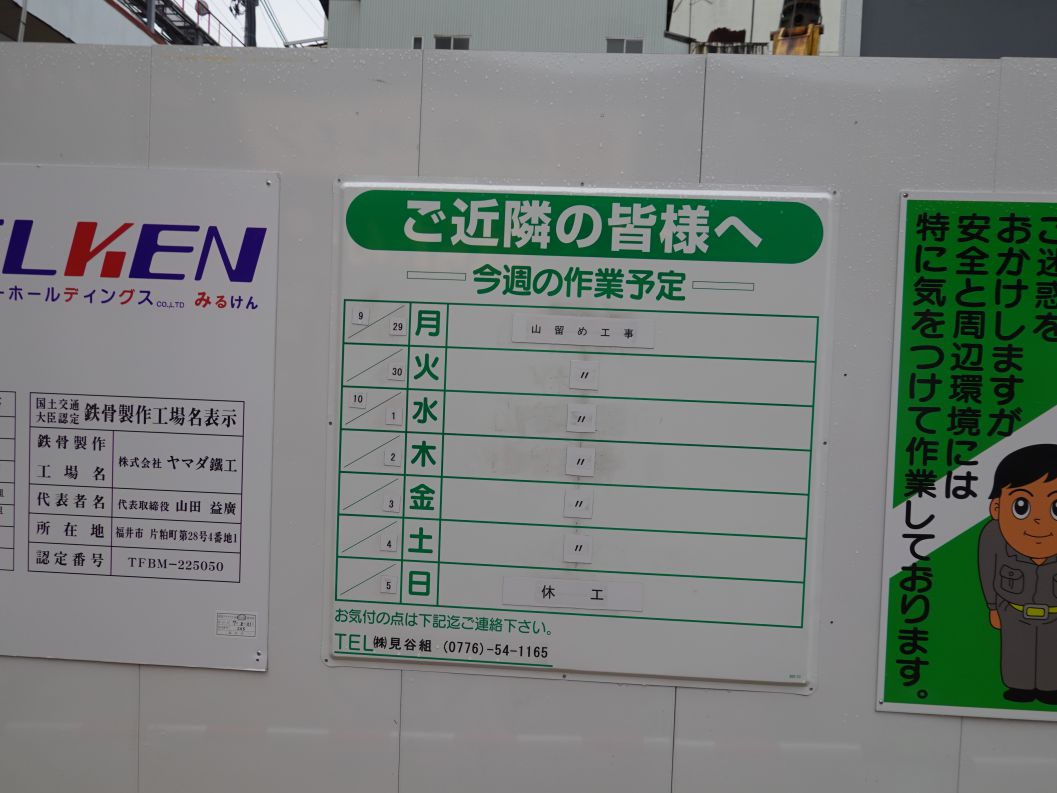 LKEN
ーホールディングス CO.,LTD みるけん
国土交通大臣認定 鉄骨製作工場名表示
鉄骨製作工場名 株式会社 ヤマダ鐵工
代表者名 代表取締役 山田 益廣
所在地 福井市 片粕町第28号4番地1
認定番号 TFBM-225050
ご近隣の皆様へ
今週の作業予定
9/29 月 山留め工事
30 火 〃
10/1 水 〃
2 木 〃
3 金 〃
4 土 〃
5 日 休工
お気付の点は下記迄ご連絡下さい。
TEL ㈱見谷組 (0776)-54-1165
ご迷惑を
おかけしますが
安全と周辺環境には
特に気をつけて作業しております。